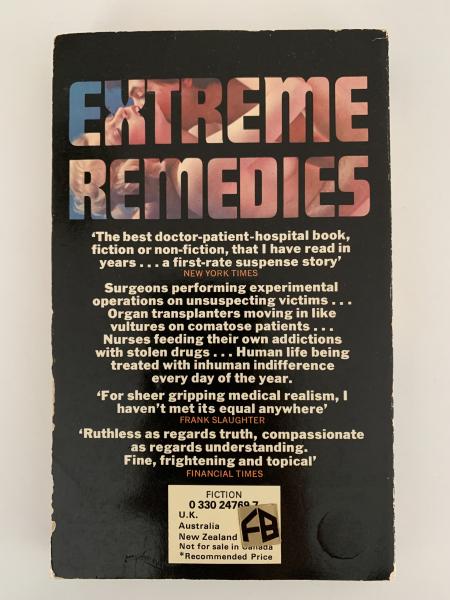 EXTREME
REMEDIES
‘The best doctor-patient-hospital book,
fiction or non-fiction, that I have read in
years ... a first-rate suspense story’
NEW YORK TIMES
Surgeons performing experimental
operations on unsuspecting victims ...
Organ transplanters moving in like
vultures on comatose patients ...
Nurses feeding their own addictions
with stolen drugs ... Human life being
treated with inhuman indifference
every day of the year.
‘For sheer gripping medical realism, I
haven’t met its equal anywhere’
FRANK SLAUGHTER
‘Ruthless as regards truth, compassionate
as regards understanding.
Fine, frightening and topical’
FINANCIAL TIMES
FICTION
0 330 24769 7
U.K.
Australia
New Zealand
FB
Not for sale in Canada
*Recommended Price